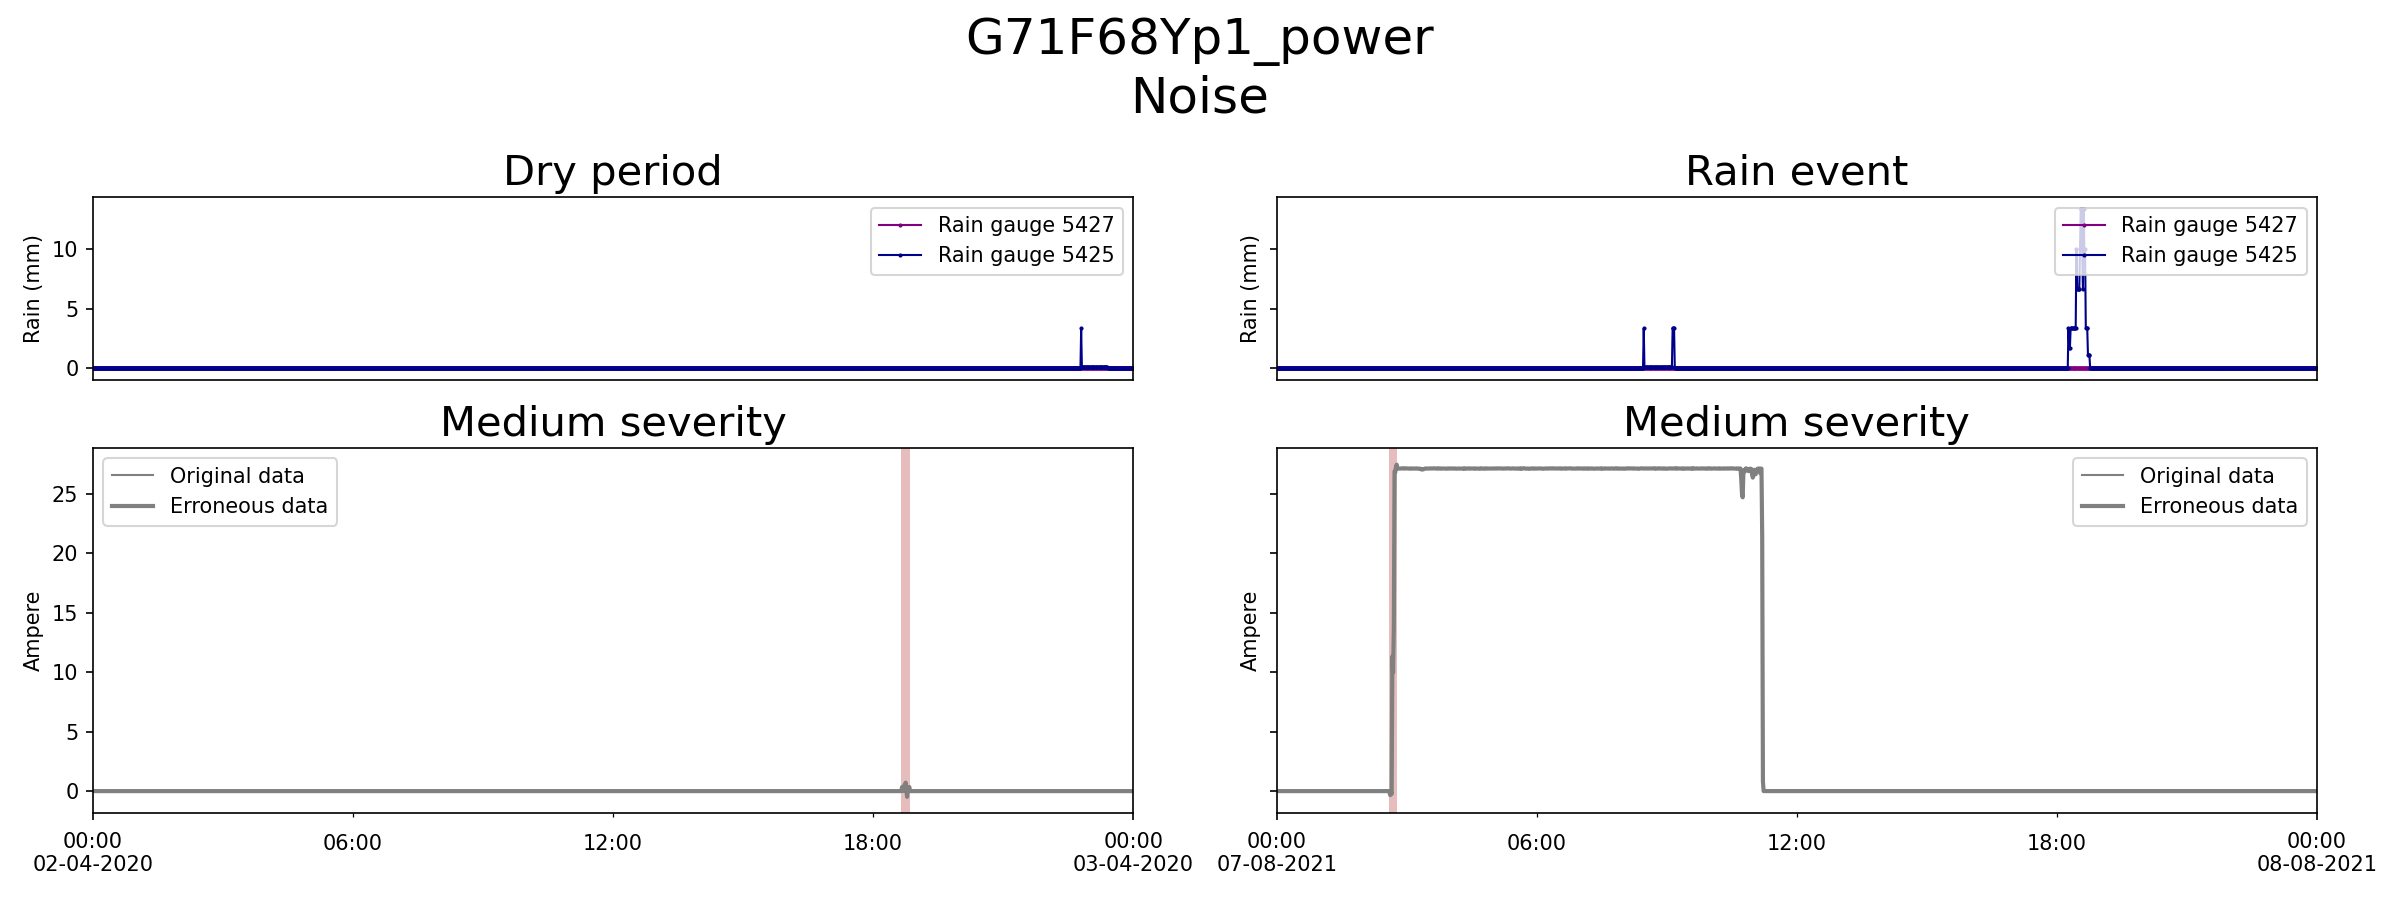 G71F68Yp1_power
Noise
Dry period
Rain (mm)
10
5
0
Rain gauge 5427
Rain gauge 5425
Rain event
Rain (mm)
Rain gauge 5427
Rain gauge 5425
Medium severity
Ampere
25
20
15
10
5
0
Original data
Erroneous data
00:00
02-04-2020
06:00
12:00
18:00
00:00
03-04-2020
Medium severity
Ampere
Original data
Erroneous data
00:00
07-08-2021
06:00
12:00
18:00
00:00
08-08-2021